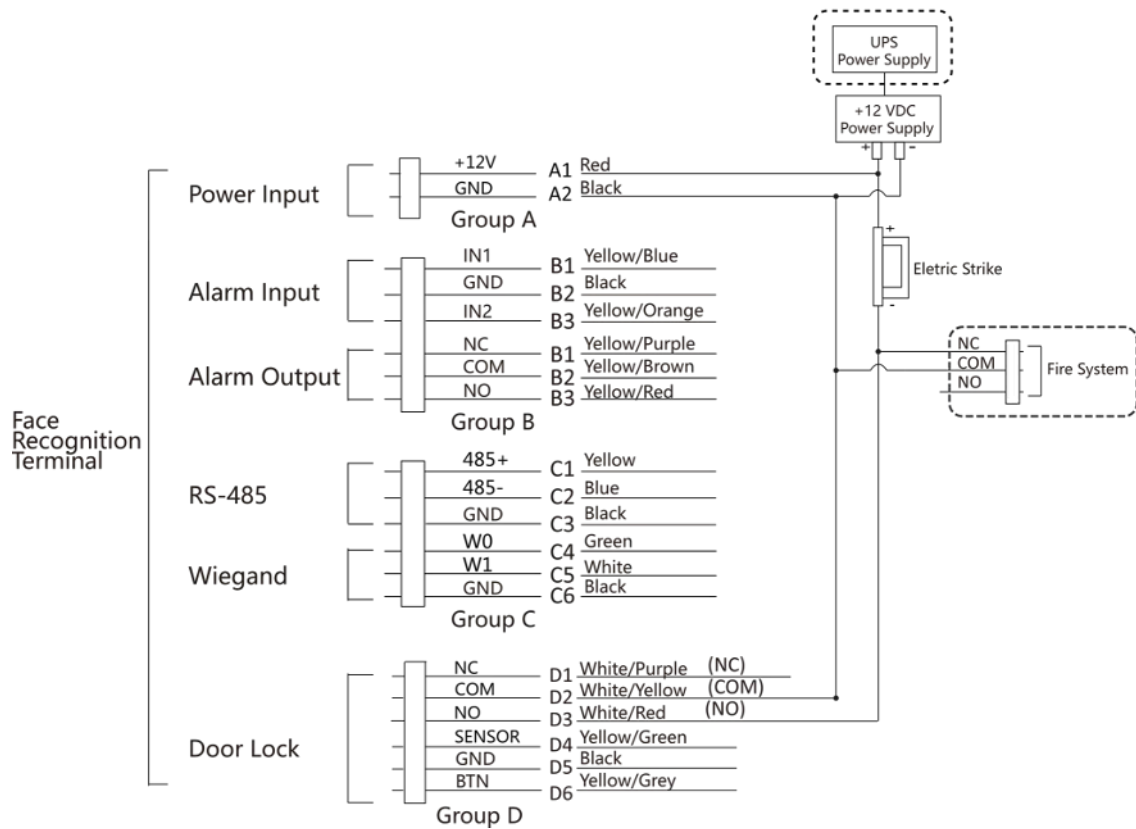 UPS
Power Supply
+12 VDC
Power Supply
+ -
Power Input
+12V A1 Red
GND A2 Black
Group A
+
Eletric Strike
-
Alarm Input
IN1 B1 Yellow/Blue
GND B2 Black
IN2 B3 Yellow/Orange
Alarm Output
NC B1 Yellow/Purple
COM B2 Yellow/Brown
NO B3 Yellow/Red
Group B
NC
COM
NO
Fire System
Face
Recognition
Terminal
RS-485
485+ C1 Yellow
485- C2 Blue
GND C3 Black
Wiegand
W0 C4 Green
W1 C5 White
GND C6 Black
Group C
Door Lock
NC D1 White/Purple (NC)
COM D2 White/Yellow (COM)
NO D3 White/Red (NO)
SENSOR D4 Yellow/Green
GND D5 Black
BTN D6 Yellow/Grey
Group D